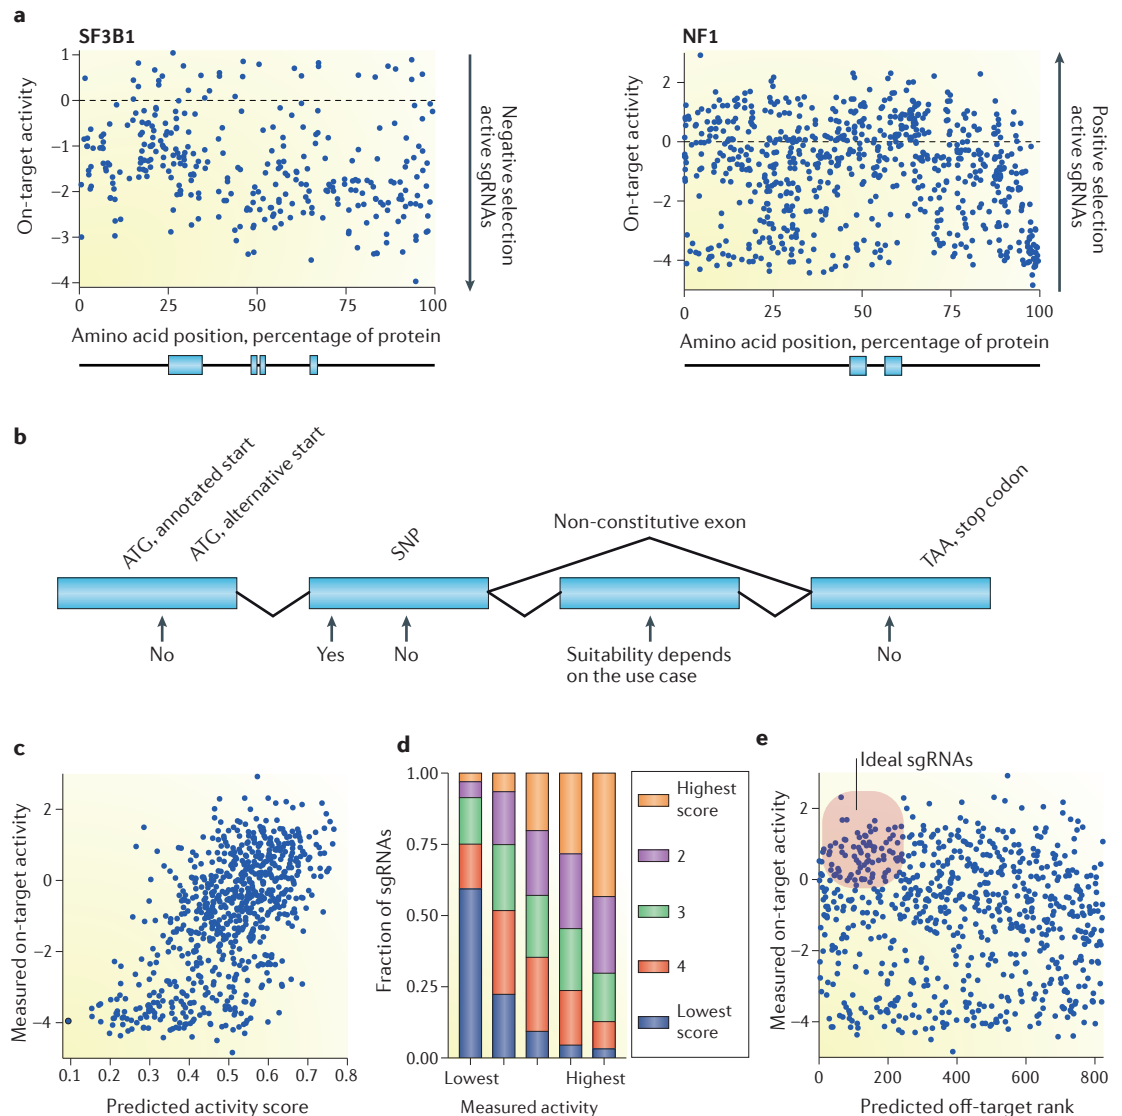 a
SF3B1
On-target activity
1
0
−1
−2
−3
−4
0
25
50
75
100
Amino acid position, percentage of protein
Negative selection
active sgRNAs
NF1
On-target activity
2
0
−2
−4
0
25
50
75
100
Amino acid position, percentage of protein
Positive selection
active sgRNAs
b
ATG, annotated start
ATG, alternative start
SNP
Non-constitutive exon
TAA, stop codon
No
Yes
No
Suitability depends
on the use case
No
c
Measured on-target activity
2
0
−2
−4
0.1
0.2
0.3
0.4
0.5
0.6
0.7
0.8
Predicted activity score
d
Fraction of sgRNAs
1.00
0.75
0.50
0.25
0.00
Lowest
Highest
Measured activity
Highest
score
2
3
4
Lowest
score
e
Ideal sgRNAs
Measured on-target activity
2
0
−2
−4
0
200
400
600
800
Predicted off-target rank